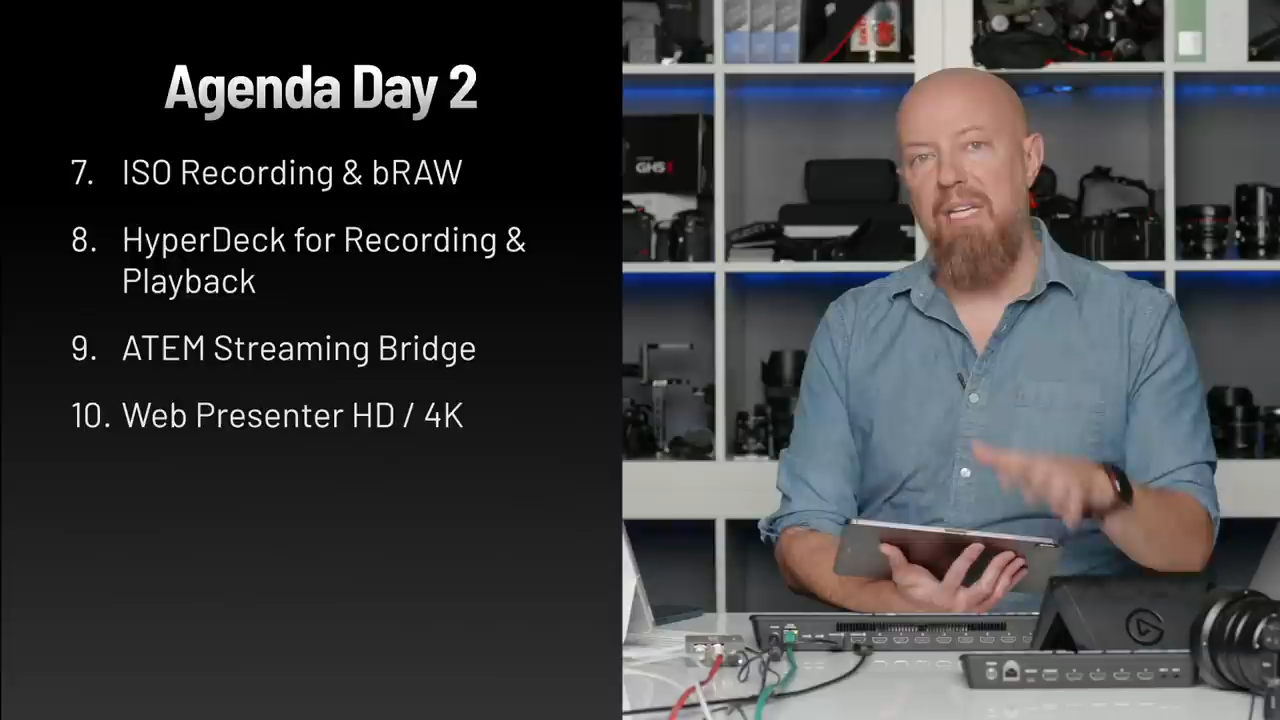 Agenda Day 2
7. ISO Recording & bRAW
8. HyperDeck for Recording &
Playback
9. ATEM Streaming Bridge
10. Web Presenter HD / 4K
GH5